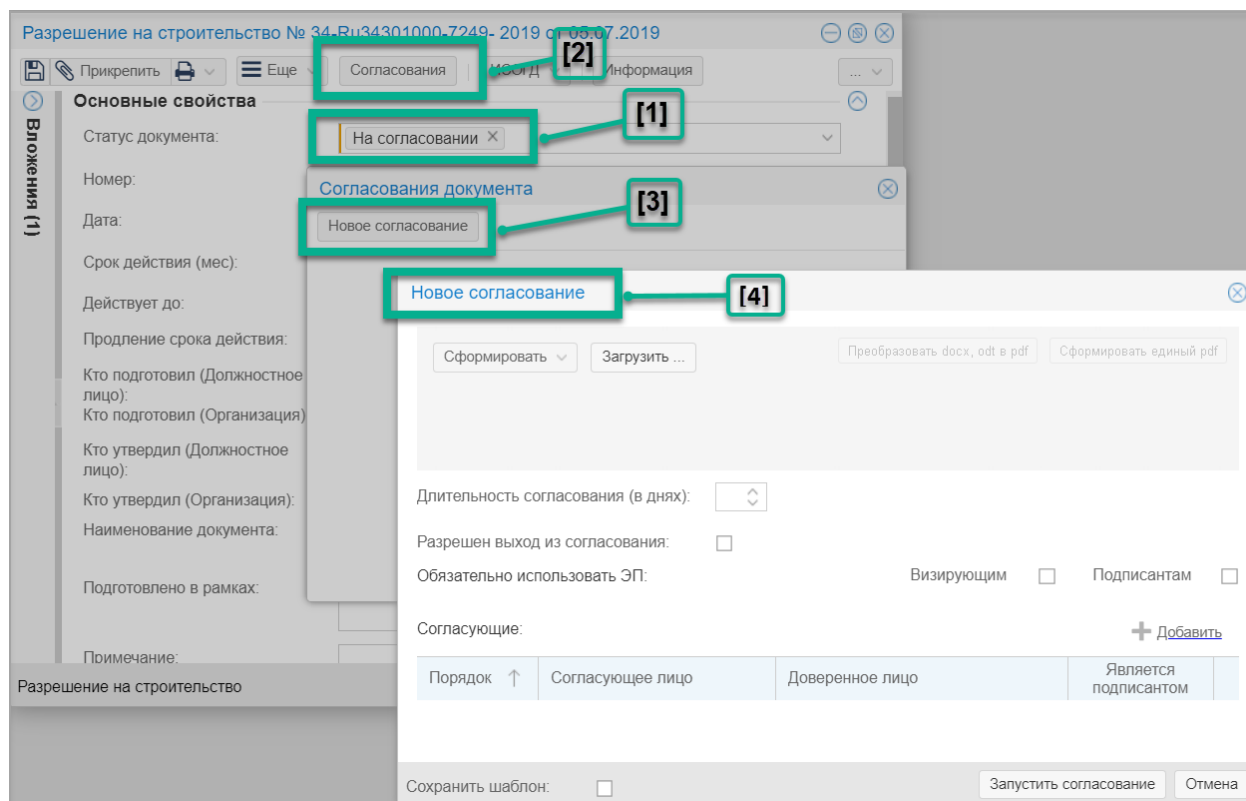 Разрешение на строительство № 34-Ru34301000-7249- 2019 от 05.07.2019
[2]
Прикрепить Еще Согласования ИСОГД Информация ...
Основные свойства
Вложения (1)
[1]
Статус документа: На согласовании
Номер:
Согласования документа
[3]
Дата:
Новое согласование
Срок действия (мес):
Новое согласование
[4]
Действует до:
Продление срока действия:
Сформировать Загрузить ... Преобразовать docx, odt в pdf Сформировать единый pdf
Кто подготовил (Должностное
лицо):
Кто подготовил (Организация)
Кто утвердил (Должностное
лицо):
Кто утвердил (Организация):
Наименование документа:
Подготовлено в рамках:
Примечание:
Разрешение на строительство
Длительность согласования (в днях):
Разрешен выход из согласования:
Обязательно использовать ЭП: Визирующим Подписантам
Согласующие: Добавить
Порядок Согласующее лицо Доверенное лицо Является
подписантом
Сохранить шаблон: Запустить согласование Отмена